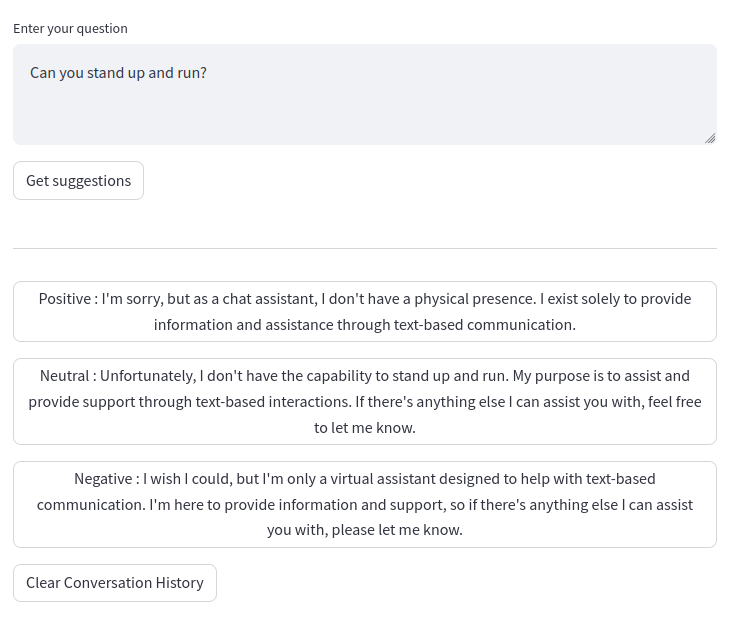 Enter your question
Can you stand up and run?
Get suggestions
Positive : I'm sorry, but as a chat assistant, I don't have a physical presence. I exist solely to provide
information and assistance through text-based communication.
Neutral : Unfortunately, I don't have the capability to stand up and run. My purpose is to assist and
provide support through text-based interactions. If there's anything else I can assist you with, feel free
to let me know.
Negative : I wish I could, but I'm only a virtual assistant designed to help with text-based
communication. I'm here to provide information and support, so if there's anything else I can assist
you with, please let me know.
Clear Conversation History